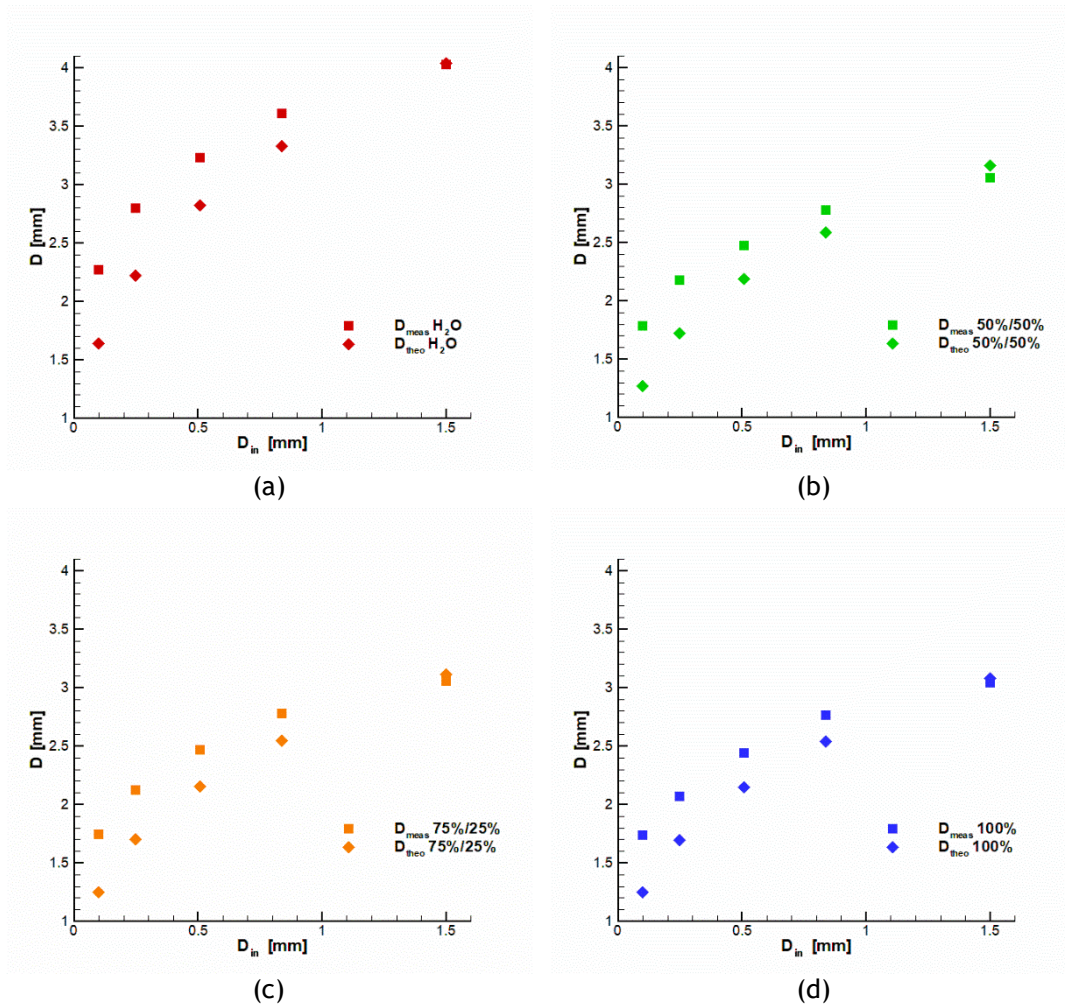 4
3.5
3
2.5
2
1.5
1
D [mm]
0 0.5 1 1.5
D_in [mm]
D_meas H_2O
D_theo H_2O
(a)
4
3.5
3
2.5
2
1.5
1
D [mm]
0 0.5 1 1.5
D_in [mm]
D_meas 50%/50%
D_theo 50%/50%
(b)
4
3.5
3
2.5
2
1.5
1
D [mm]
0 0.5 1 1.5
D_in [mm]
D_meas 75%/25%
D_theo 75%/25%
(c)
4
3.5
3
2.5
2
1.5
1
D [mm]
0 0.5 1 1.5
D_in [mm]
D_meas 100%
D_theo 100%
(d)